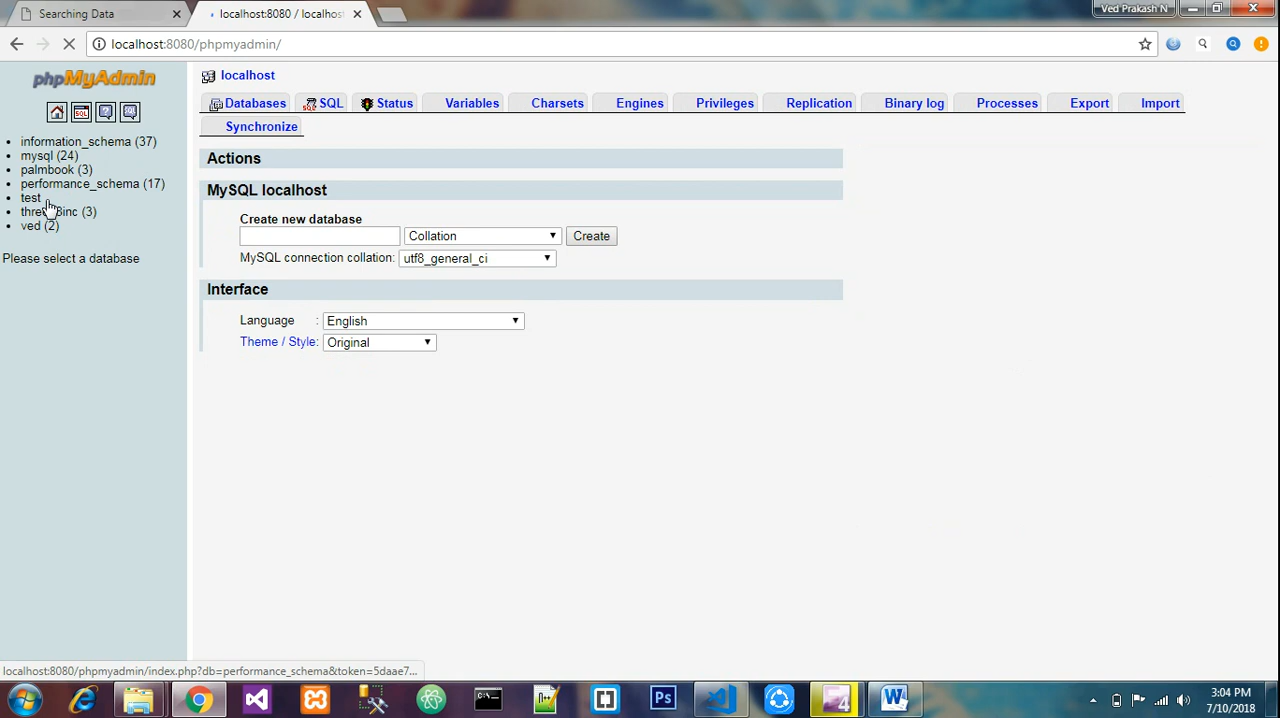 Searching Data
localhost:8080 / localhost
Ved Prakash N
localhost:8080/phpmyadmin/
phpMyAdmin
localhost
Databases
SQL
Status
Variables
Charsets
Engines
Privileges
Replication
Binary log
Processes
Export
Import
Synchronize
information_schema (37)
mysql (24)
palmbook (3)
performance_schema (17)
test
(3)
ved (2)
Please select a database
Actions
MySQL localhost
Create new database
Collation
Create
MySQL connection collation: utf8_general_ci
Interface
Language : English
Theme / Style: Original
localhost:8080/phpmyadmin/index.php?db=performance_schema&token=5daae7...
Ps
4
3:04 PM
7/10/2018